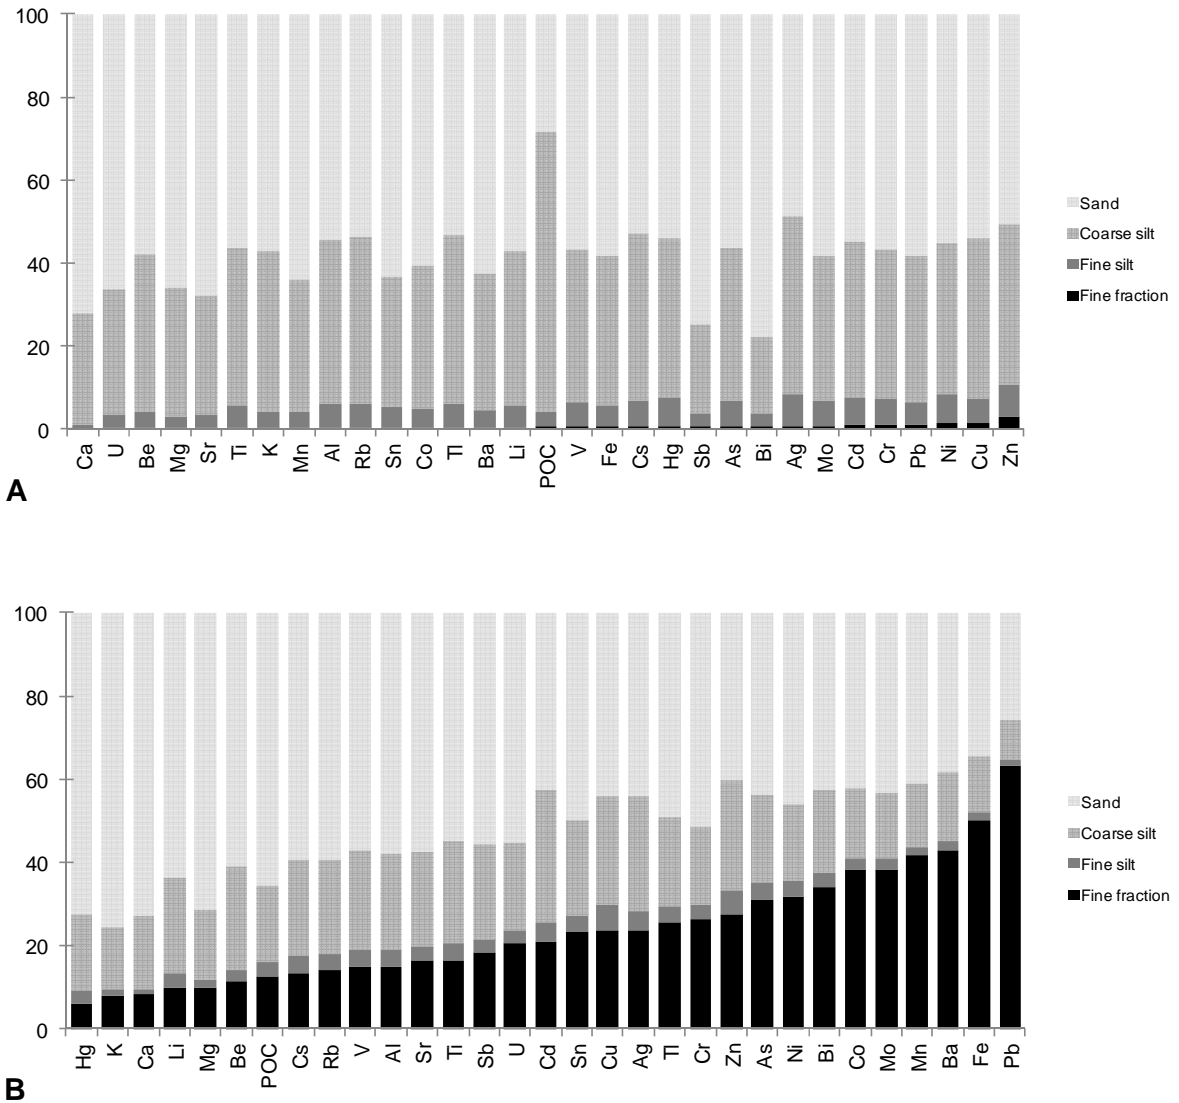 100
80
60
40
20
0
Ca U Be Mg Sr Ti K Mn Al Rb Sn Co Tl Ba Li POC V Fe Cs Hg Sb As Bi Ag Mo Cd Cr Pb Ni Cu Zn
Sand
Coarse silt
Fine silt
Fine fraction
A
100
80
60
40
20
0
Hg K Ca Li Mg Be POC Cs Rb V Al Sr Ti Sb U Cd Sn Cu Ag Tl Cr Zn As Ni Bi Co Mo Mn Ba Fe Pb
Sand
Coarse silt
Fine silt
Fine fraction
B